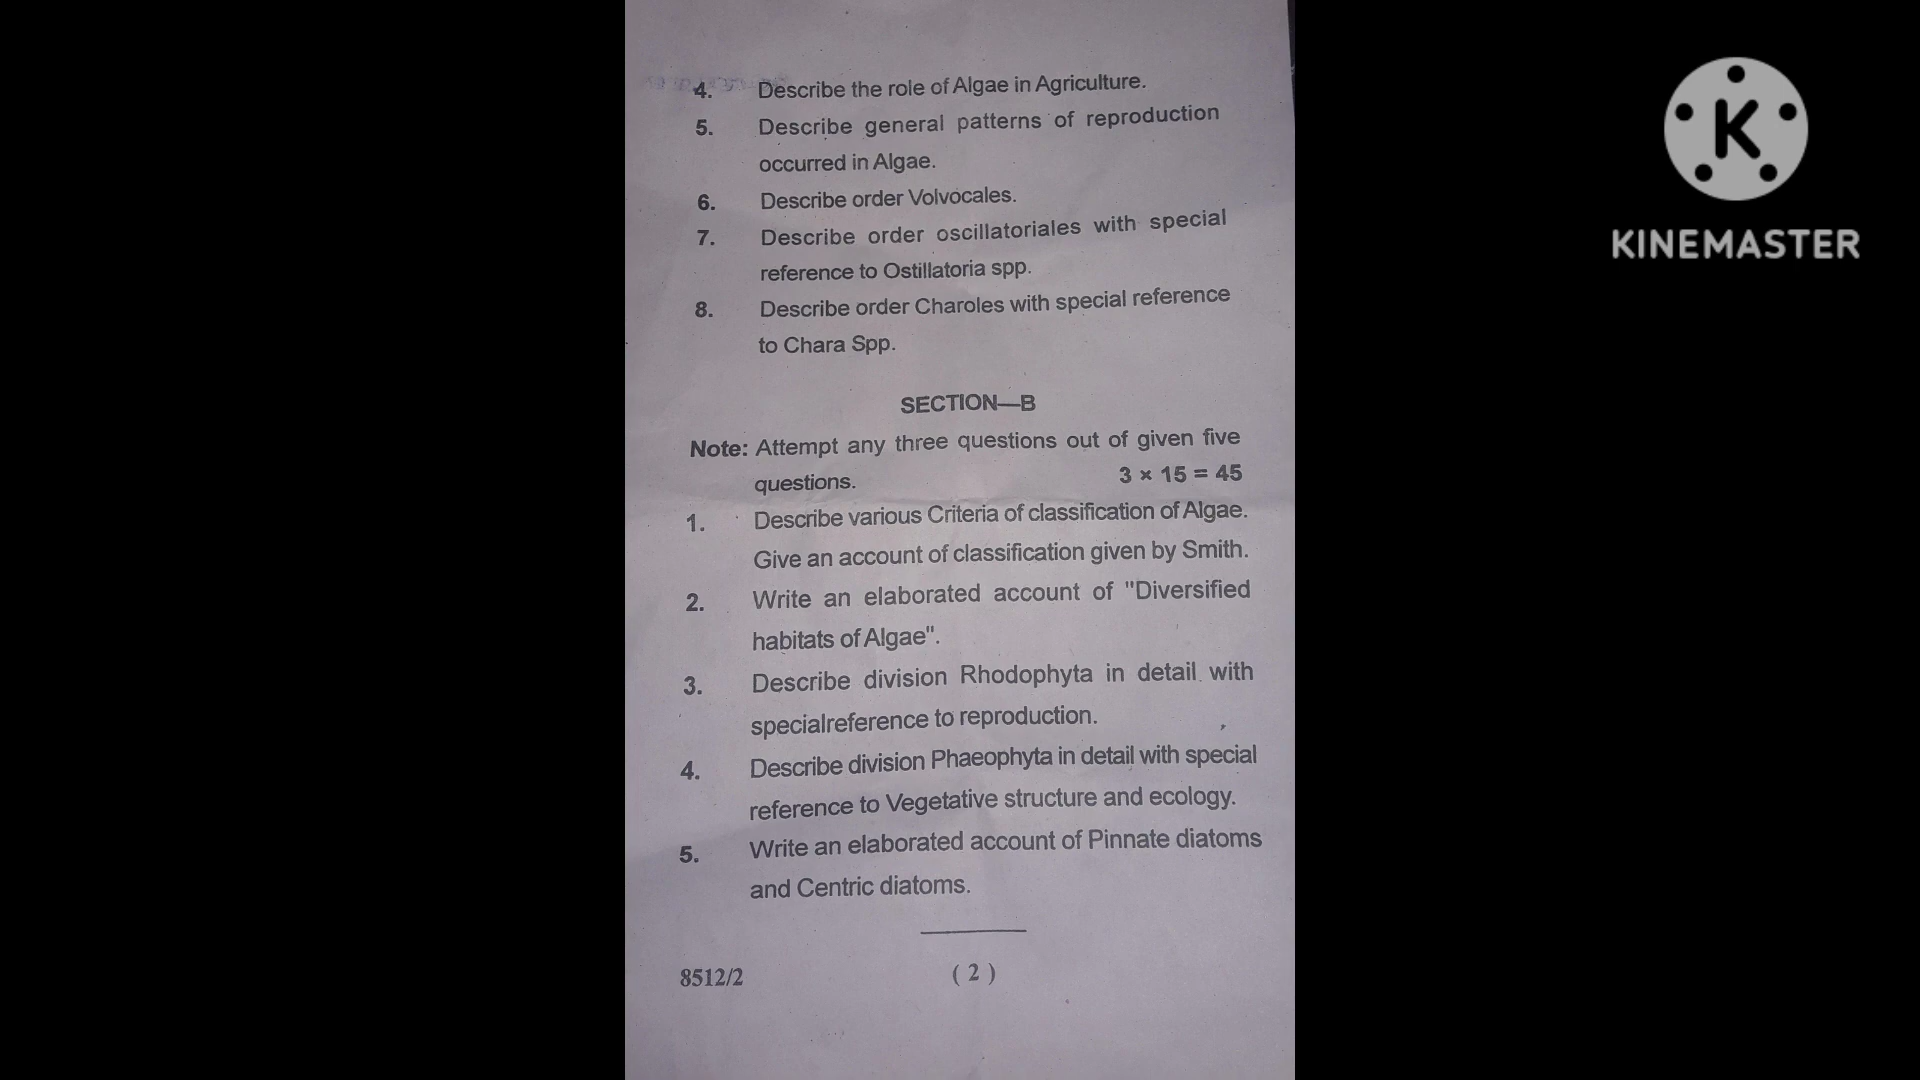 4. Describe the role of Algae in Agriculture.
5. Describe general patterns of reproduction
occurred in Algae.
6. Describe order Volvocales.
7. Describe order oscillatoriales with special
reference to Ostillatoria spp.
8. Describe order Charoles with special reference
to Chara Spp.
SECTION—B
Note: Attempt any three questions out of given five
questions. 3 × 15 = 45
1. Describe various Criteria of classification of Algae.
Give an account of classification given by Smith.
2. Write an elaborated account of "Diversified
habitats of Algae".
3. Describe division Rhodophyta in detail with
specialreference to reproduction.
4. Describe division Phaeophyta in detail with special
reference to Vegetative structure and ecology.
5. Write an elaborated account of Pinnate diatoms
and Centric diatoms.
8512/2 ( 2 )
K
KINEMASTER